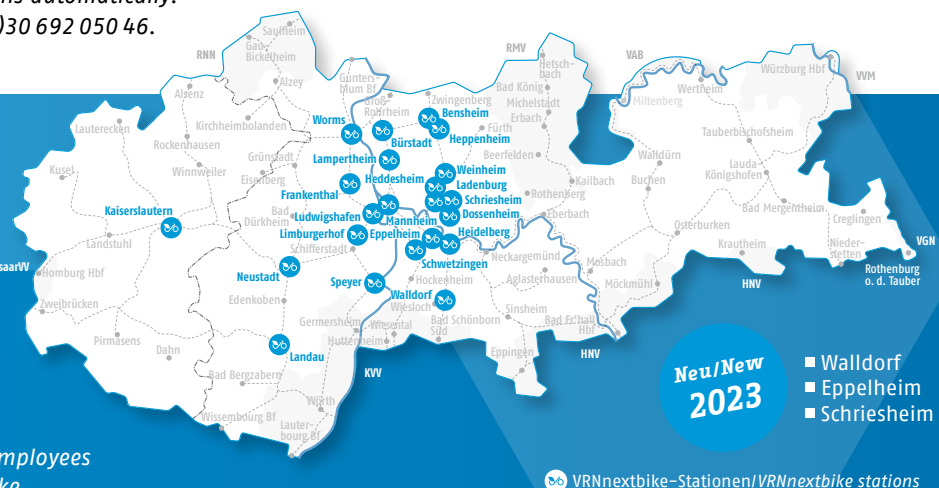 ns automatically.
)30 692 050 46.
RNN
Saulheim
Gau-
Bickelheim
Alzenz
Alzey
Günters-
blum Bf
Groß-
Rohrheim
RMV
Hetsch-
bach
Bad König
Michelstadt
Erbach
VAB
Miltenberg
Wertheim
Würzburg Hbf
VVM
Zwingenberg
Bensheim
Heppenheim
Fürth
Beerfelden
Lauterecken
Kirchheimbolanden
Rockenhausen
Worms
Bürstadt
Lampertheim
Tauberbischofsheim
Kusel
Winnweiler
Grünstadt
Eisenberg
Heddesheim
Weinheim
Ladenburg
Schriesheim
Dossenheim
Walldürn
Buchen
Lauda
Königshofen
Kailbach
Rothenberg
Eberbach
Kaiserslautern
Frankenthal
Bad
Dürkheim
Ludwigshafen
Mannheim
Limburgerhof
Eppelheim
Heidelberg
Bad Mergentheim
Creglingen
Osterburken
Landstuhl
Schifferstadt
Schwetzingen
Neckargemünd
Krautheim
Nieder-
stetten
VGN
saarVV
Homburg Hbf
Neustadt
Speyer
Hockenheim
Aglasterhausen
Mosbach
Möckmühl
HNV
Rothenburg
o. d. Tauber
Zweibrücken
Edenkoben
Walldorf
Wiesloch
Sinsheim
Pirmasens
Dahn
Germersheim
Wiesental
Huttenheim
Bad Schönborn
Süd
Bad Fr'hall
Hbf
Landau
Eppingen
HNV
KVV
Bad Bergzabern
Wörth
Wissembourg Bf
Lauter-
bourg Bf
Neu/New
2023
Walldorf
Eppelheim
Schriesheim
mployees
ke
VRNnextbike-Stationen/VRNnextbike stations